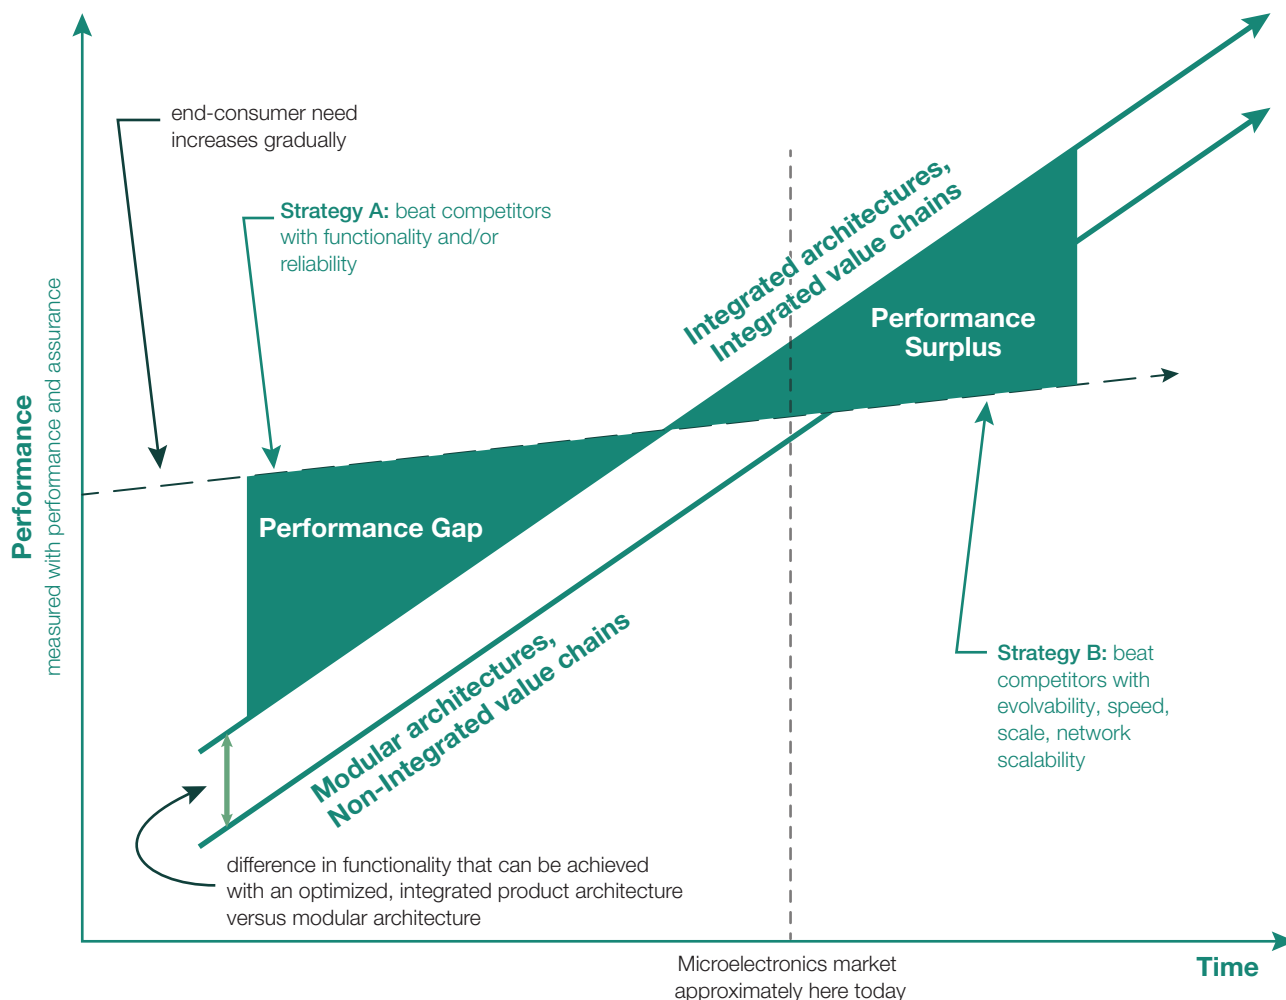 end-consumer need
increases gradually
Strategy A: beat competitors
with functionality and/or
reliability
Integrated architectures,
Integrated value chains
Performance
Surplus
Performance
measured with performance and assurance
Performance Gap
Modular architectures,
Non-Integrated value chains
Strategy B: beat
competitors with
evolvability, speed,
scale, network
scalability
difference in functionality that can be achieved
with an optimized, integrated product architecture
versus modular architecture
Microelectronics market
approximately here today
Time